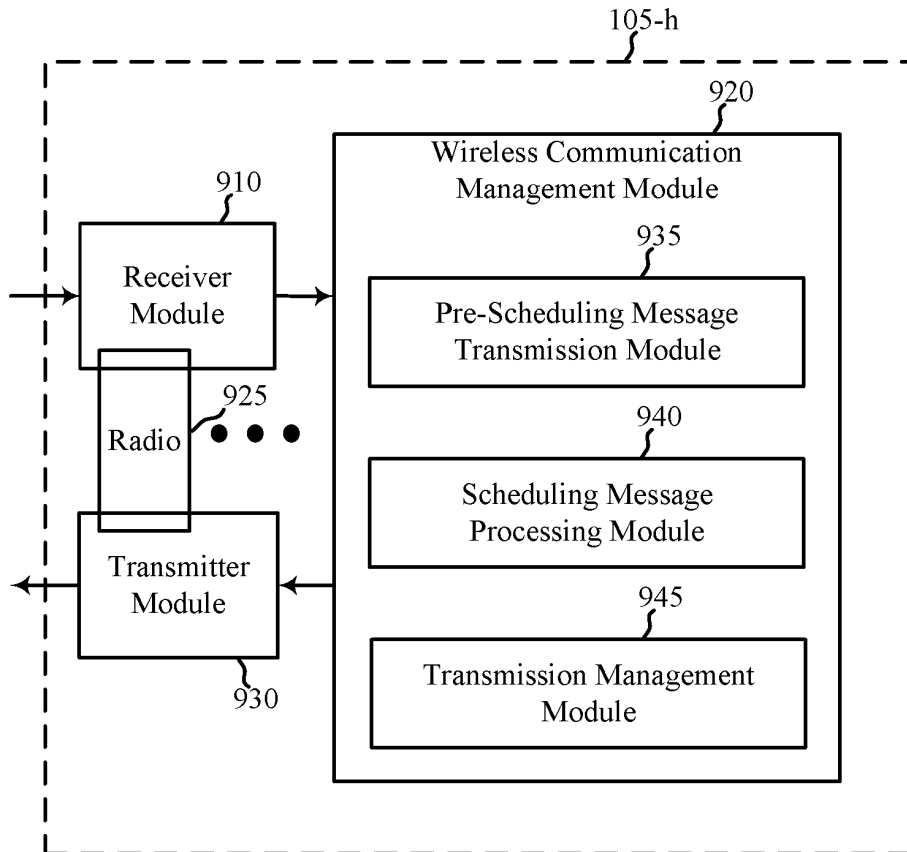 105-h
920
Wireless Communication
Management Module
910
Receiver
Module
935
Pre-Scheduling Message
Transmission Module
925
Radio
940
Scheduling Message
Processing Module
Transmitter
Module
930
945
Transmission Management
Module